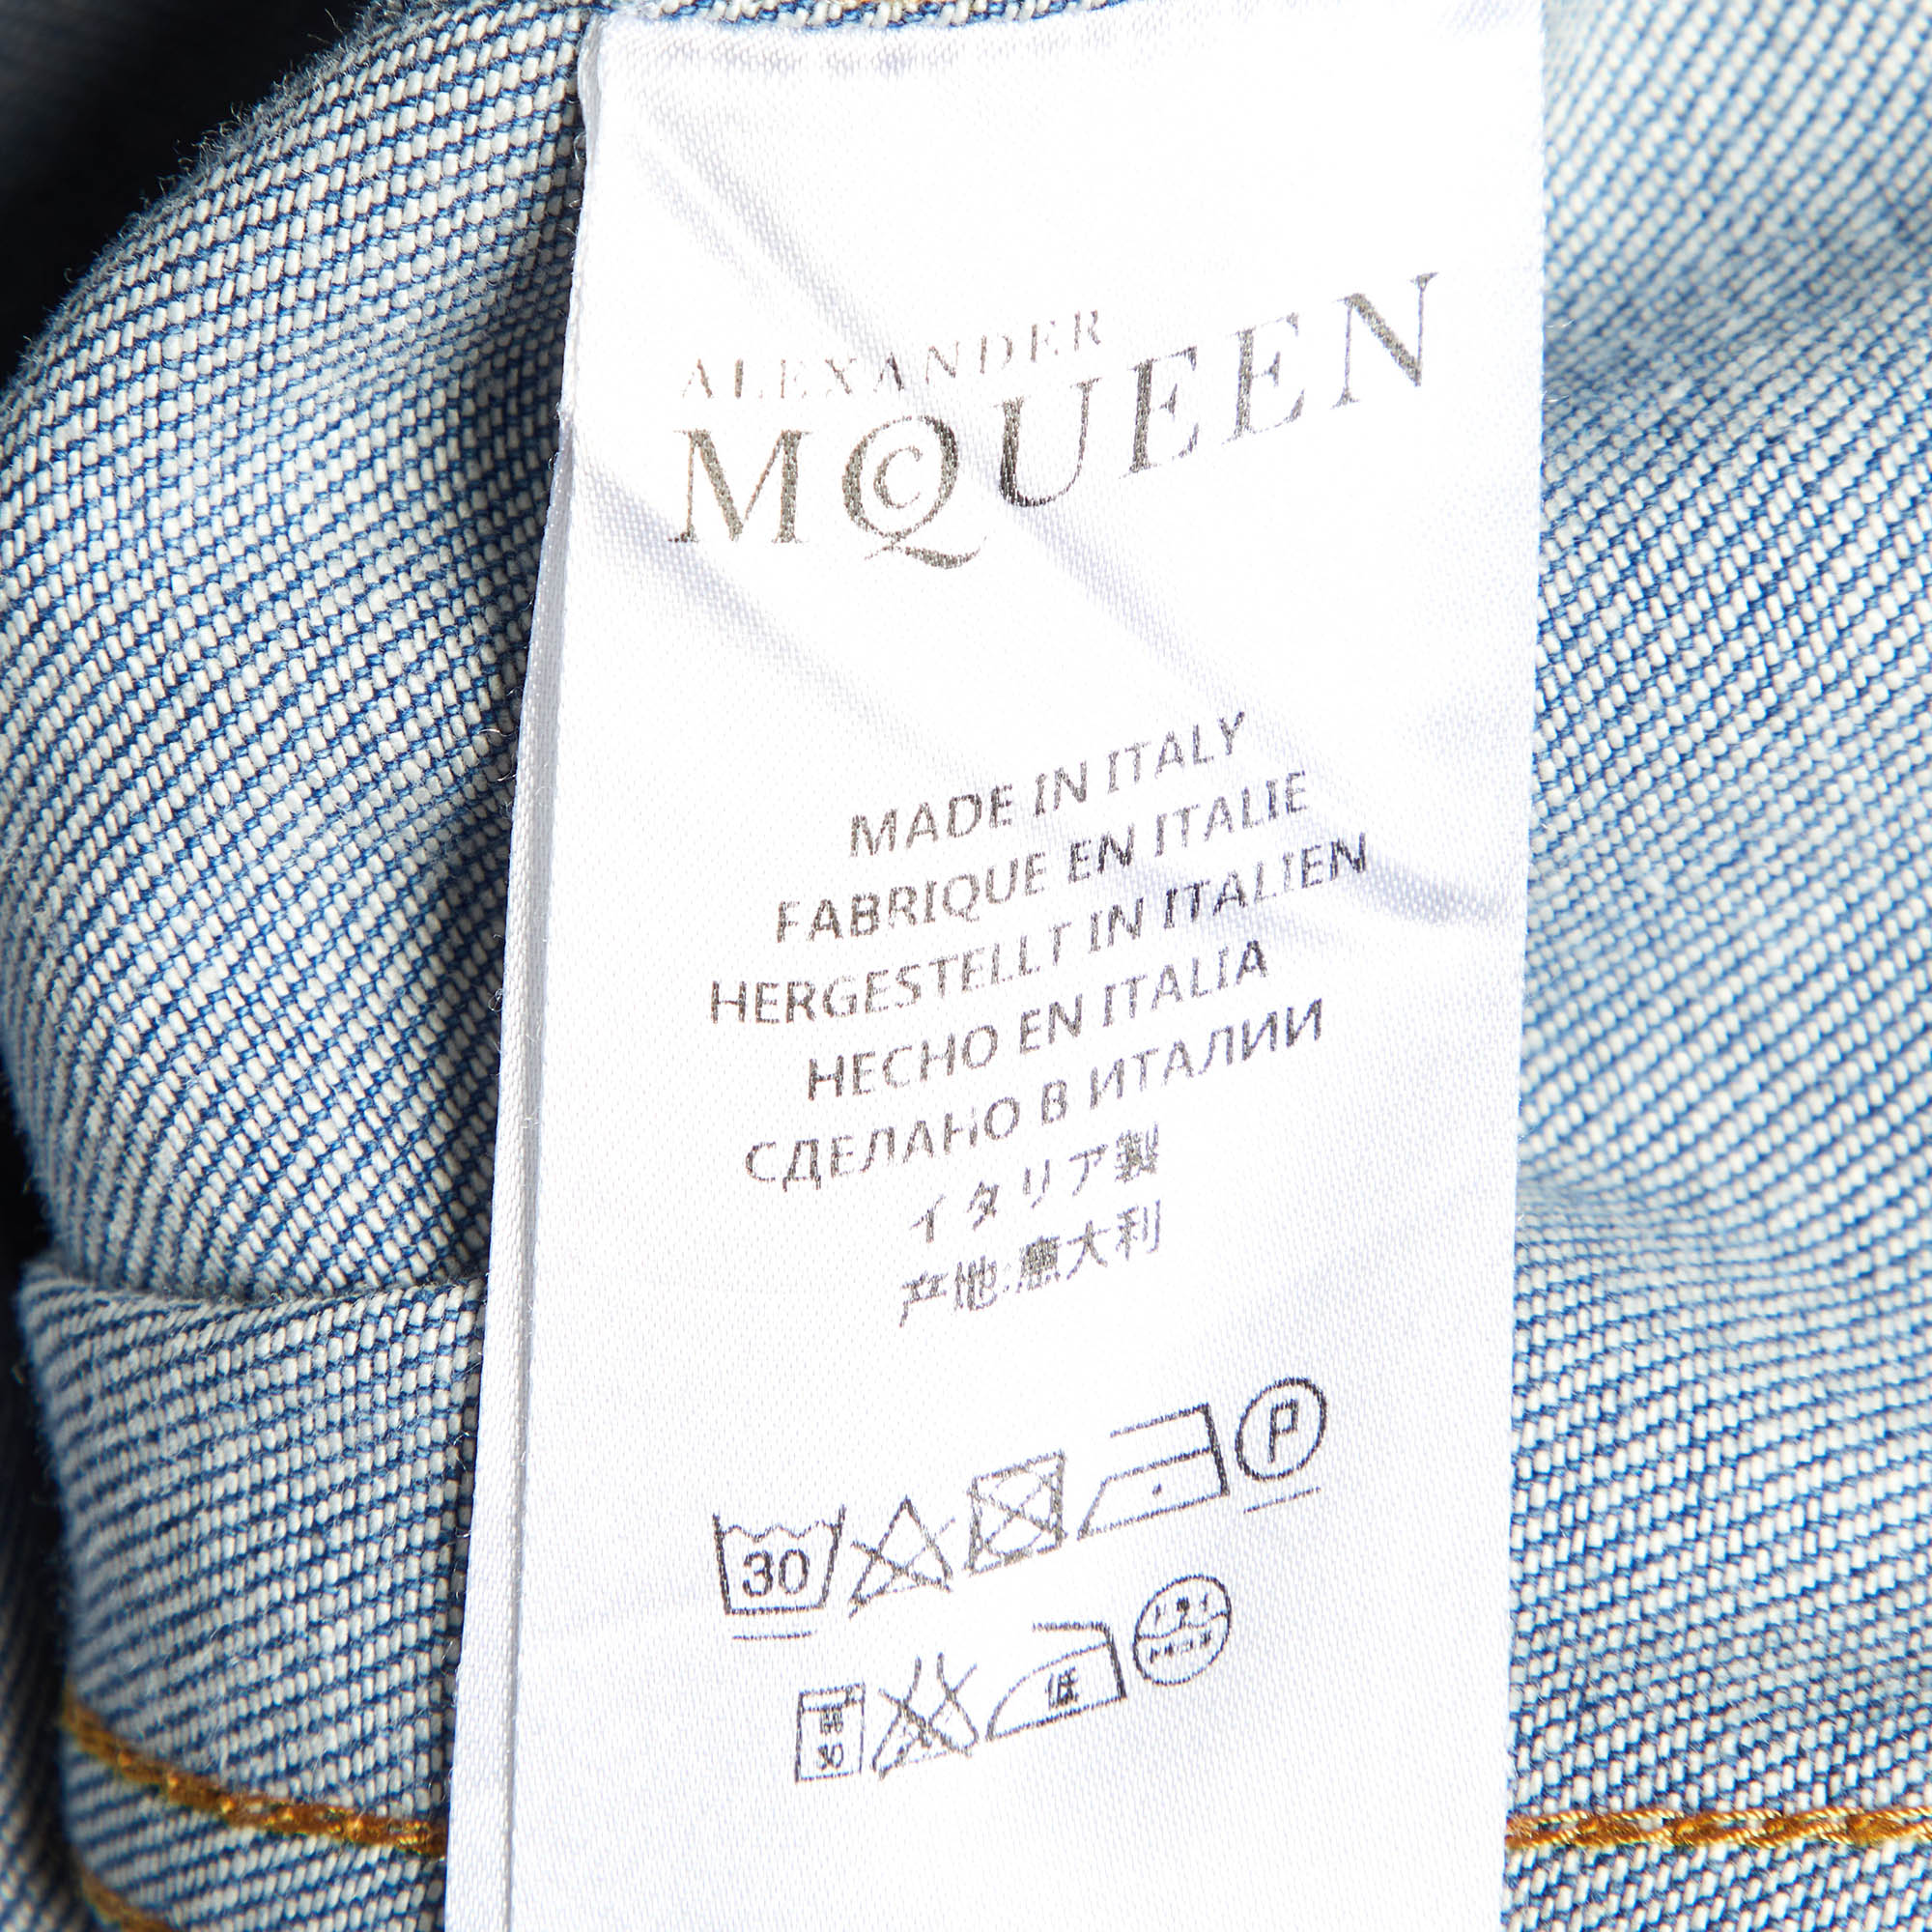 ALEXANDER
McQUEEN
MADE IN ITALY
FABRIQUE EN ITALIE
HERGESTELLT IN ITALIEN
HECHO EN ITALIA
СДЕЛАНО В ИТАЛИИ
イタリア製
产地:意大利
30 P
30 低